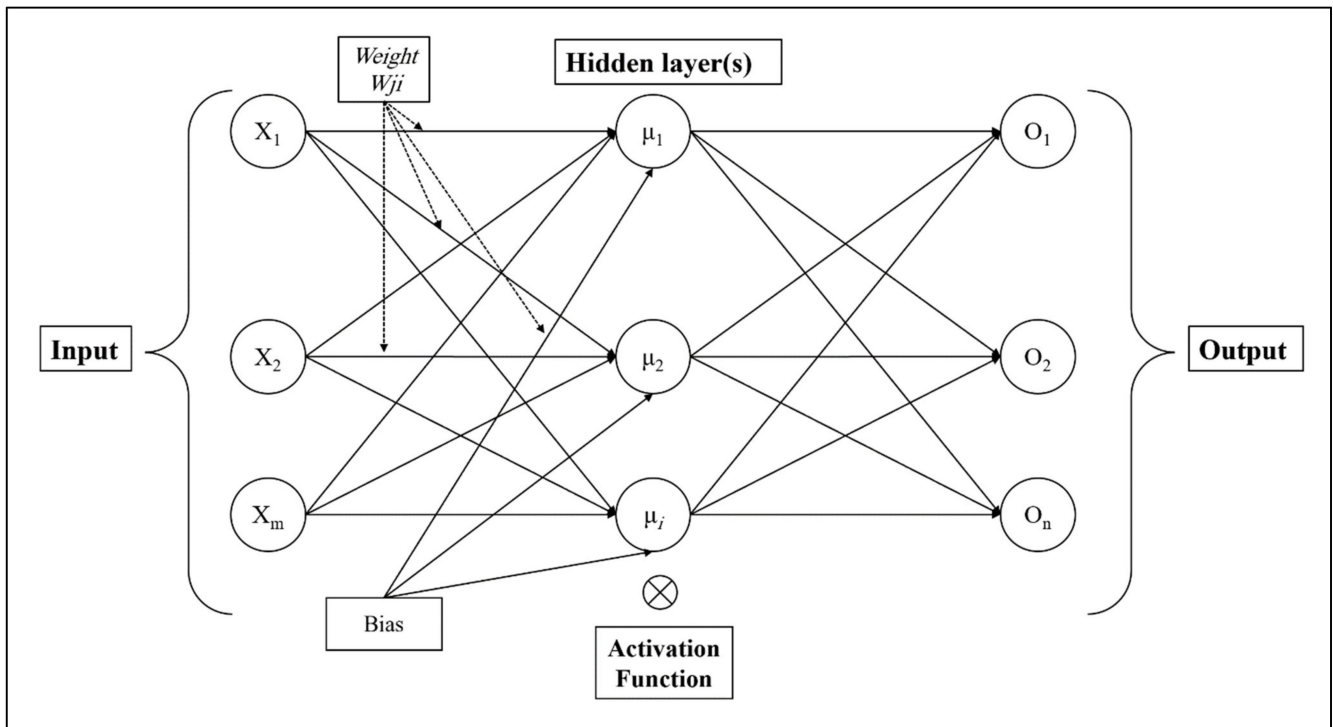 Weight
Wji
Hidden layer(s)
X₁
μ₁
O₁
Input
X₂
μ₂
O₂
Output
Xₘ
μᵢ
Oₙ
Bias
Activation
Function